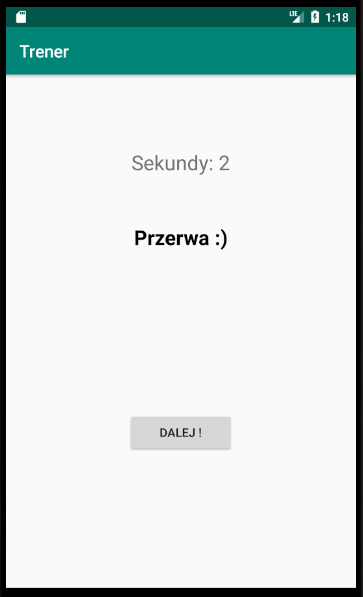 LTE 1:18
Trener
Sekundy: 2
Przerwa :)
DALEJ !